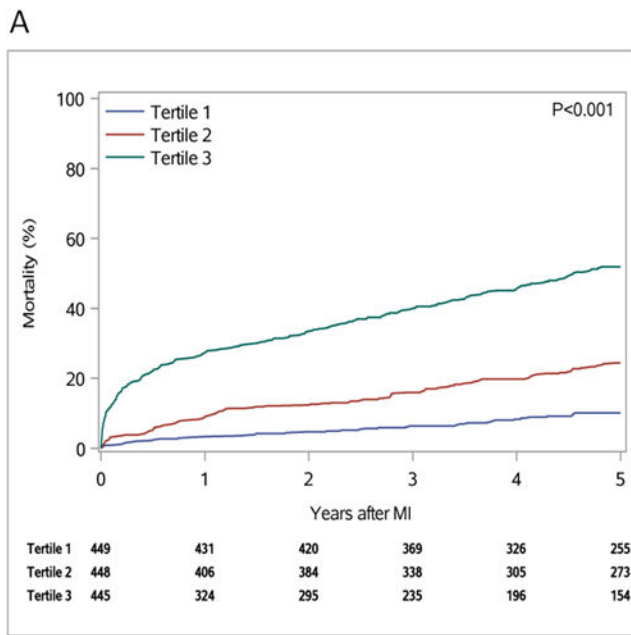 A
100
80
60
40
20
0
Mortality (%)
Tertile 1
Tertile 2
Tertile 3
P<0.001
0 1 2 3 4 5
Years after MI
Tertile 1 449 431 420 369 326 255
Tertile 2 448 406 384 338 305 273
Tertile 3 445 324 295 235 196 154